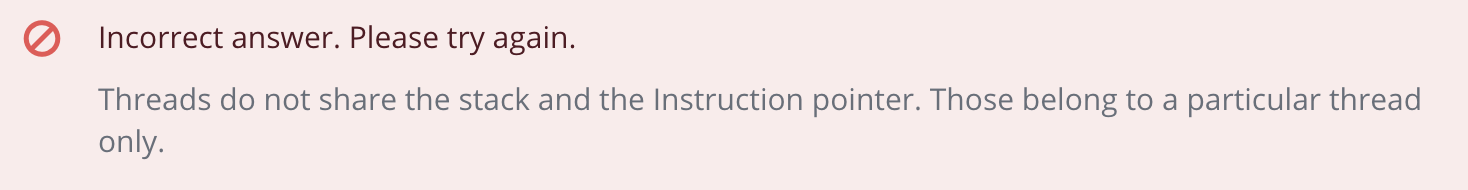 Incorrect answer. Please try again.
Threads do not share the stack and the Instruction pointer. Those belong to a particular thread
only.